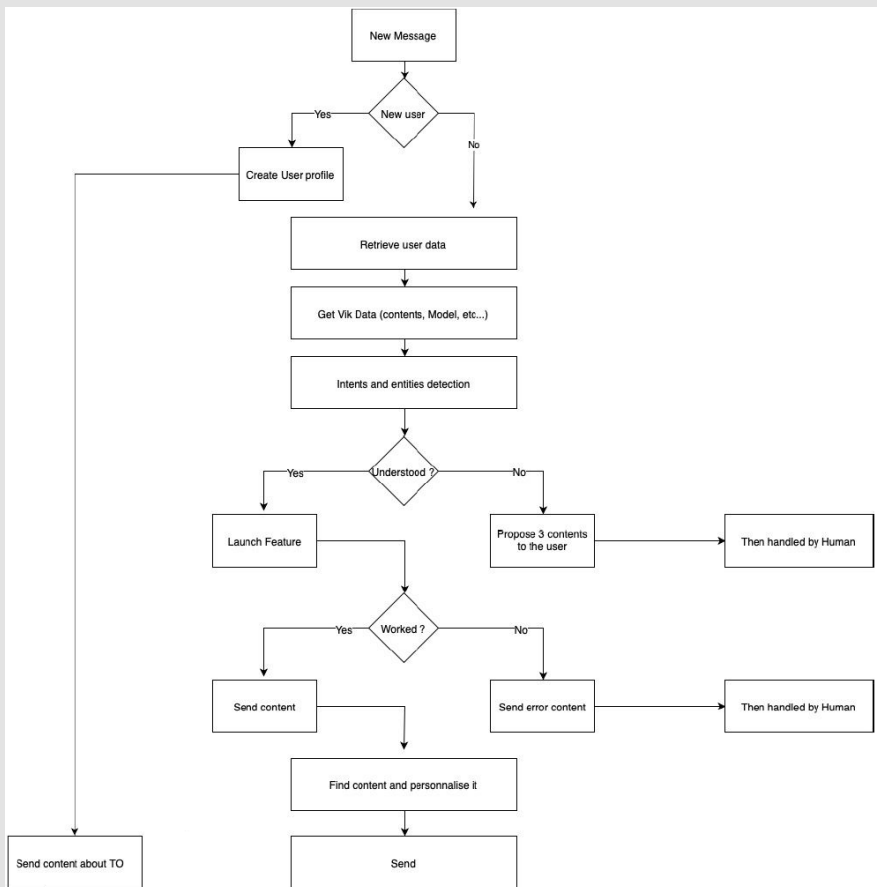 New Message
New user
Yes
No
Create User profile
Retrieve user data
Get Vik Data (contents, Model, etc...)
Intents and entities detection
Understood ?
Yes
No
Launch Feature
Propose 3 contents
to the user
Then handled by Human
Worked ?
Yes
No
Send content
Send error content
Then handled by Human
Find content and personnalise it
Send content about TO
Send